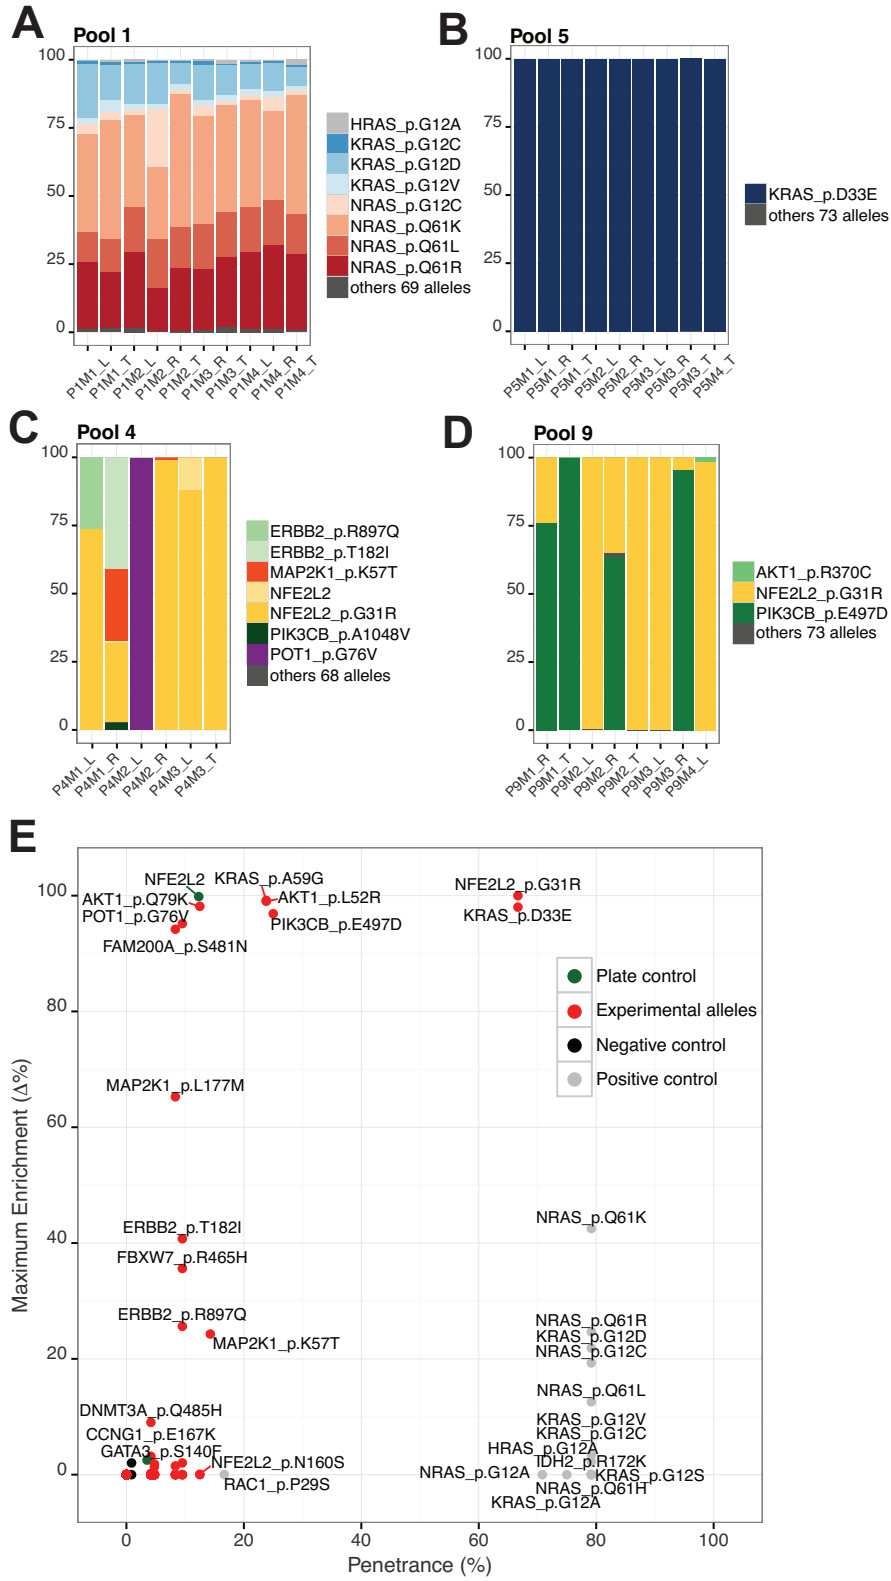 A
Pool 1
100
75
50
25
0
P1M1_L
P1M1_T
P1M2_L
P1M2_R
P1M2_T
P1M3_R
P1M3_T
P1M4_L
P1M4_R
P1M4_T
HRAS_p.G12A
KRAS_p.G12C
KRAS_p.G12D
KRAS_p.G12V
NRAS_p.G12C
NRAS_p.Q61K
NRAS_p.Q61L
NRAS_p.Q61R
others 69 alleles
B
Pool 5
100
75
50
25
0
P5M1_L
P5M1_R
P5M1_T
P5M2_L
P5M2_R
P5M3_L
P5M3_R
P5M3_T
P5M4_T
KRAS_p.D33E
others 73 alleles
C
Pool 4
100
75
50
25
0
P4M1_L
P4M1_R
P4M2_L
P4M2_R
P4M3_L
P4M3_T
ERBB2_p.R897Q
ERBB2_p.T182I
MAP2K1_p.K57T
NFE2L2
NFE2L2_p.G31R
PIK3CB_p.A1048V
POT1_p.G76V
others 68 alleles
D
Pool 9
100
75
50
25
0
P9M1_R
P9M1_T
P9M2_L
P9M2_R
P9M2_T
P9M3_L
P9M3_R
P9M4_L
AKT1_p.R370C
NFE2L2_p.G31R
PIK3CB_p.E497D
others 73 alleles
E
Maximum Enrichment (Δ%)
100
80
60
40
20
0
NFE2L2
KRAS_p.A59G
AKT1_p.Q79K
AKT1_p.L52R
POT1_p.G76V
PIK3CB_p.E497D
FAM200A_p.S481N
NFE2L2_p.G31R
KRAS_p.D33E
Plate control
Experimental alleles
Negative control
Positive control
MAP2K1_p.L177M
ERBB2_p.T182I
FBXW7_p.R465H
ERBB2_p.R897Q
MAP2K1_p.K57T
NRAS_p.Q61K
NRAS_p.Q61R
KRAS_p.G12D
NRAS_p.G12C
NRAS_p.Q61L
KRAS_p.G12V
KRAS_p.G12C
HRAS_p.G12A
IDH2_p.R172K
NRAS_p.G12A
KRAS_p.G12S
NRAS_p.Q61H
KRAS_p.G12A
DNMT3A_p.Q485H
CCNG1_p.E167K
GATA3_p.S140F
NFE2L2_p.N160S
RAC1_p.P29S
0
20
40
60
80
100
Penetrance (%)